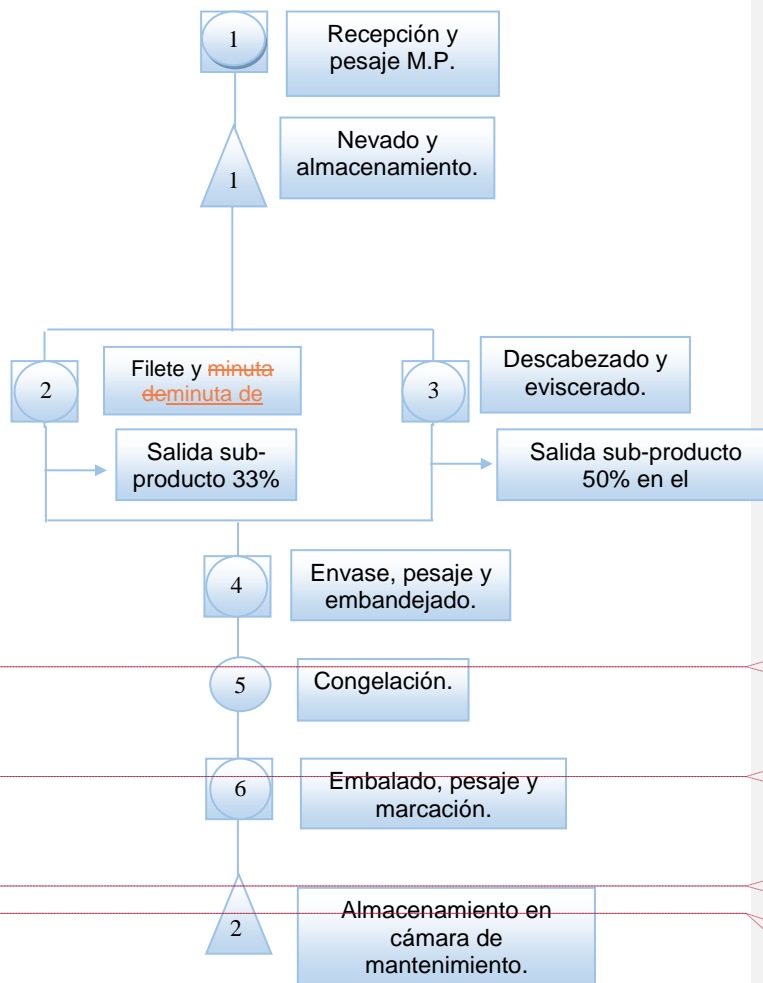 1
Recepción y
pesaje M.P.
1
Nevado y
almacenamiento.
2
Filete y minuta
deminuta de
3
Descabezado y
eviscerado.
Salida sub-
producto 33%
Salida sub-producto
50% en el
4
Envase, pesaje y
embandejado.
5
Congelación.
6
Embalado, pesaje y
marcación.
2
Almacenamiento en
cámara de
mantenimiento.